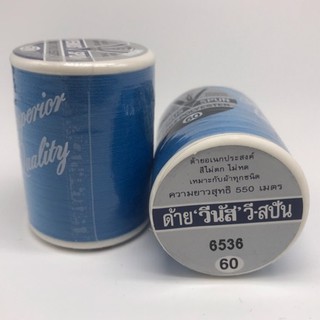 Superior
Quality
SPUN
60
ด้ายอเนกประสงค์
สีไม่ตก ไม่หด
เหมาะกับผ้าทุกชนิด
ความยาวสุทธิ 550 เมตร
ด้าย 'วีนัส' วี-สปัน
6536
60